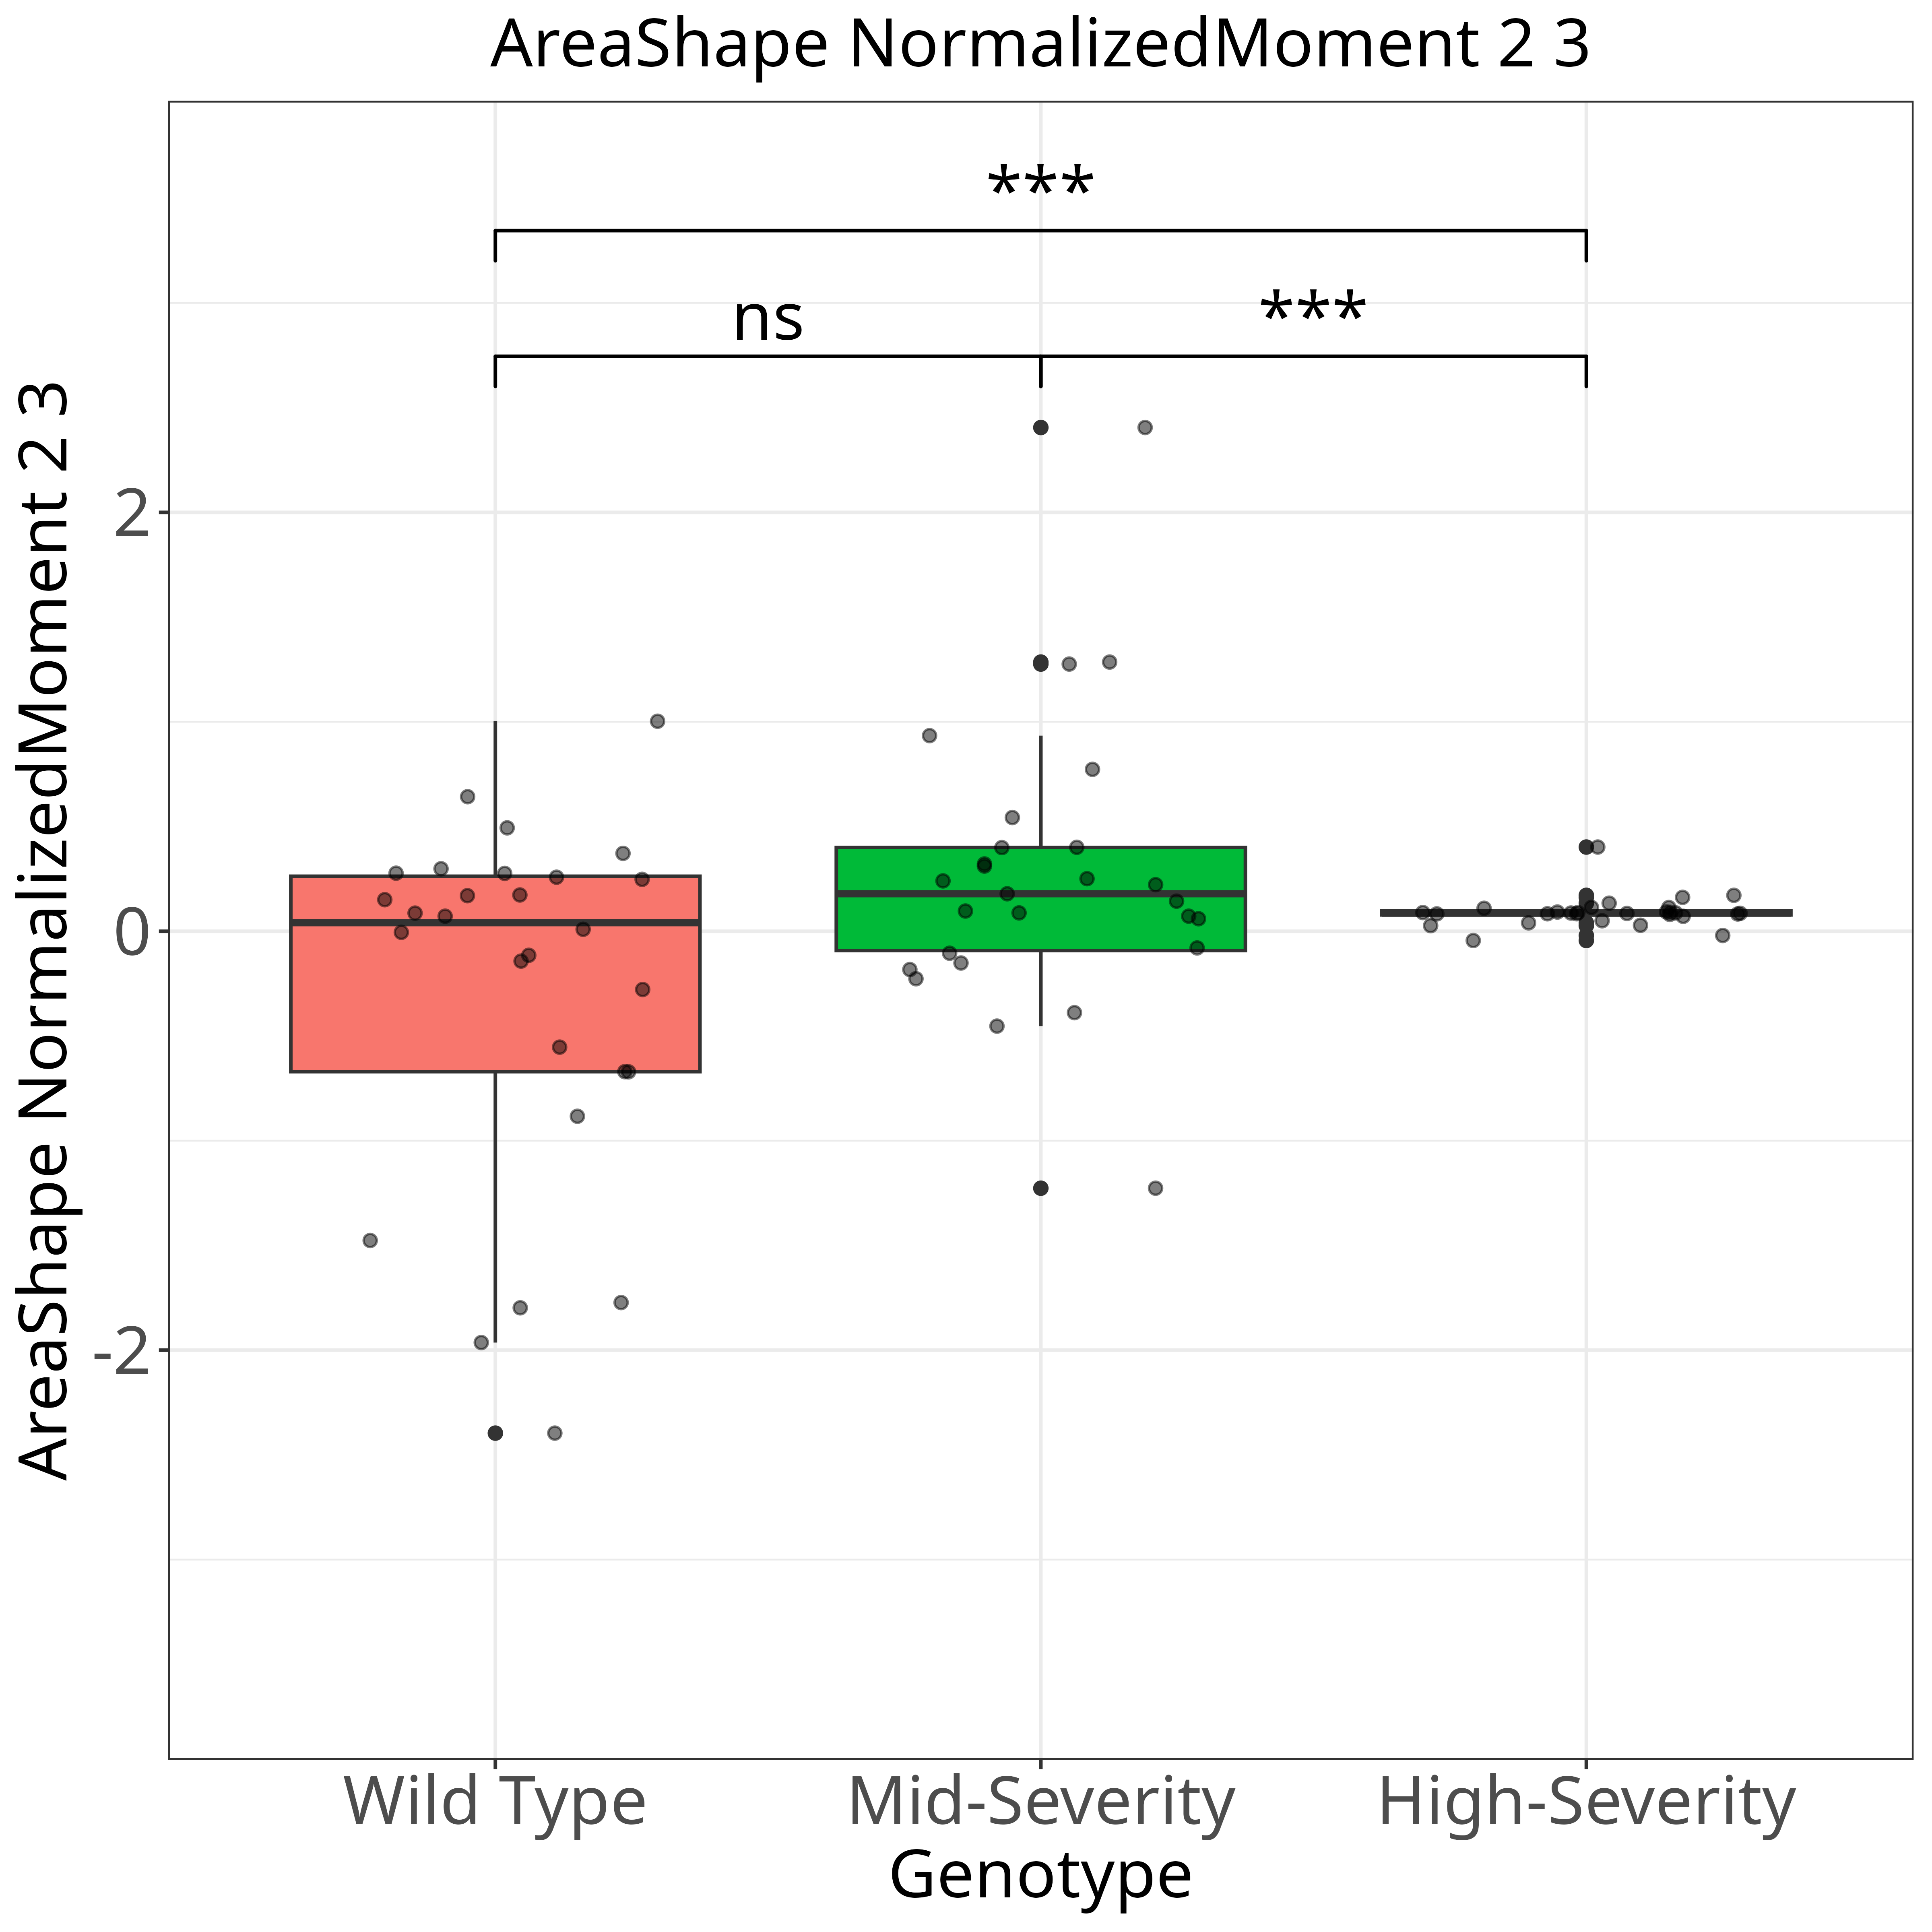 AreaShape NormalizedMoment 2 3
***
ns
***
AreaShape NormalizedMoment 2 3
2
0
-2
Wild Type
Mid-Severity
High-Severity
Genotype